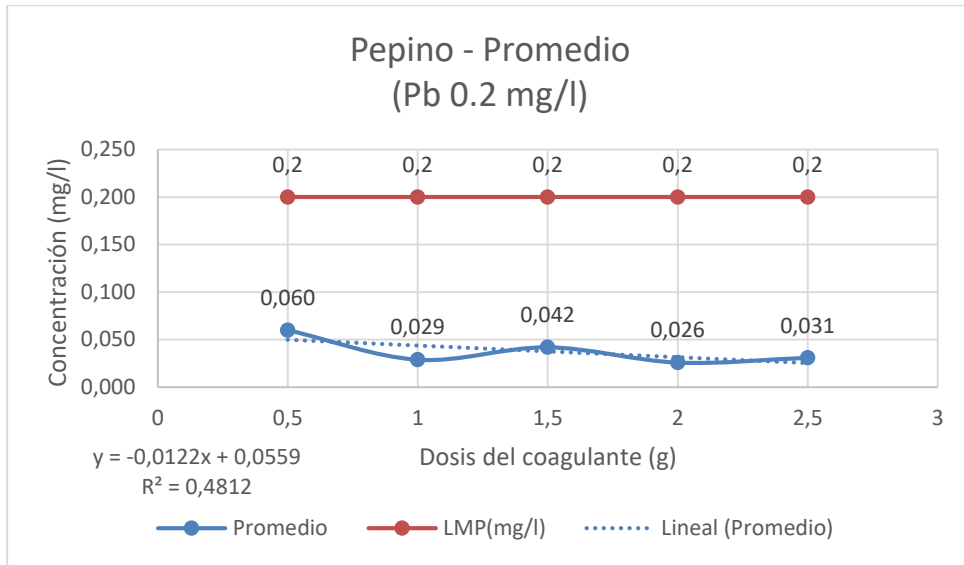 Pepino - Promedio
(Pb 0.2 mg/l)
Concentración (mg/l)
0,250
0,200
0,150
0,100
0,050
0,000
0,2 0,2 0,2 0,2 0,2
0,060 0,029 0,042 0,026 0,031
0 0,5 1 1,5 2 2,5 3
Dosis del coagulante (g)
y = -0,0122x + 0,0559
R² = 0,4812
Promedio LMP(mg/l) Lineal (Promedio)